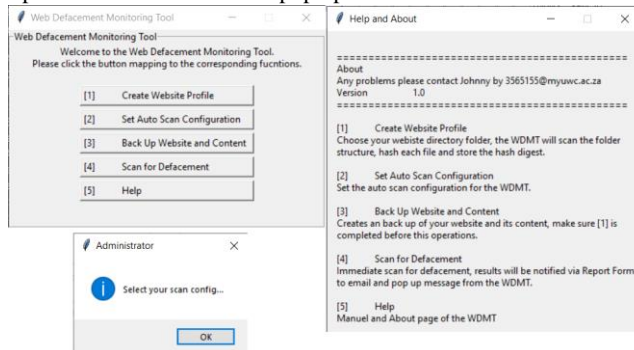 Web Defacement Monitoring Tool
Web Defacement Monitoring Tool
Welcome to the Web Defacement Monitoring Tool.
Please click the button mapping to the corresponding fucntions.
[1] Create Website Profile
[2] Set Auto Scan Configuration
[3] Back Up Website and Content
[4] Scan for Defacement
[5] Help
Administrator
Select your scan config...
OK
Help and About
==============================================
About
Any problems please contact Johnny by 3565155@myuwc.ac.za
Version 1.0
==============================================
[1] Create Website Profile
Choose your webiste directory folder, the WDMT will scan the folder
structure, hash each file and store the hash digest.
[2] Set Auto Scan Configuration
Set the auto scan configuration for the WDMT.
[3] Back Up Website and Content
Creates an back up of your website and its content, make sure [1] is
completed before this operations.
[4] Scan for Defacement
Immediate scan for defacement, results will be notified via Report Form
to email and pop up message from the WDMT.
[5] Help
Manuel and About page of the WDMT